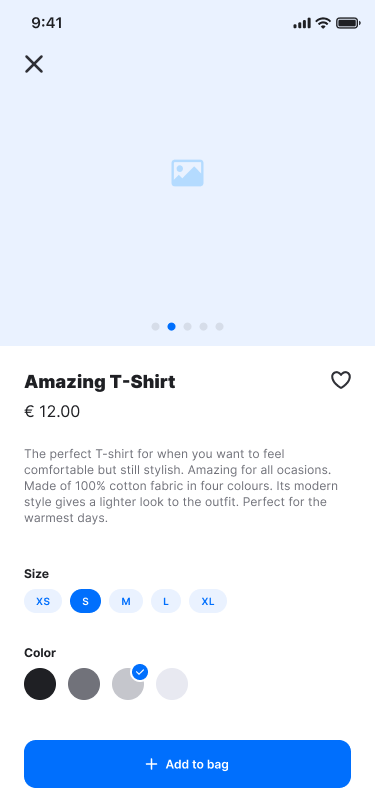 9:41
Amazing T-Shirt
€ 12.00
The perfect T-shirt for when you want to feel
comfortable but still stylish. Amazing for all ocasions.
Made of 100% cotton fabric in four colours. Its modern
style gives a lighter look to the outfit. Perfect for the
warmest days.
Size
XS S M L XL
Color
Add to bag